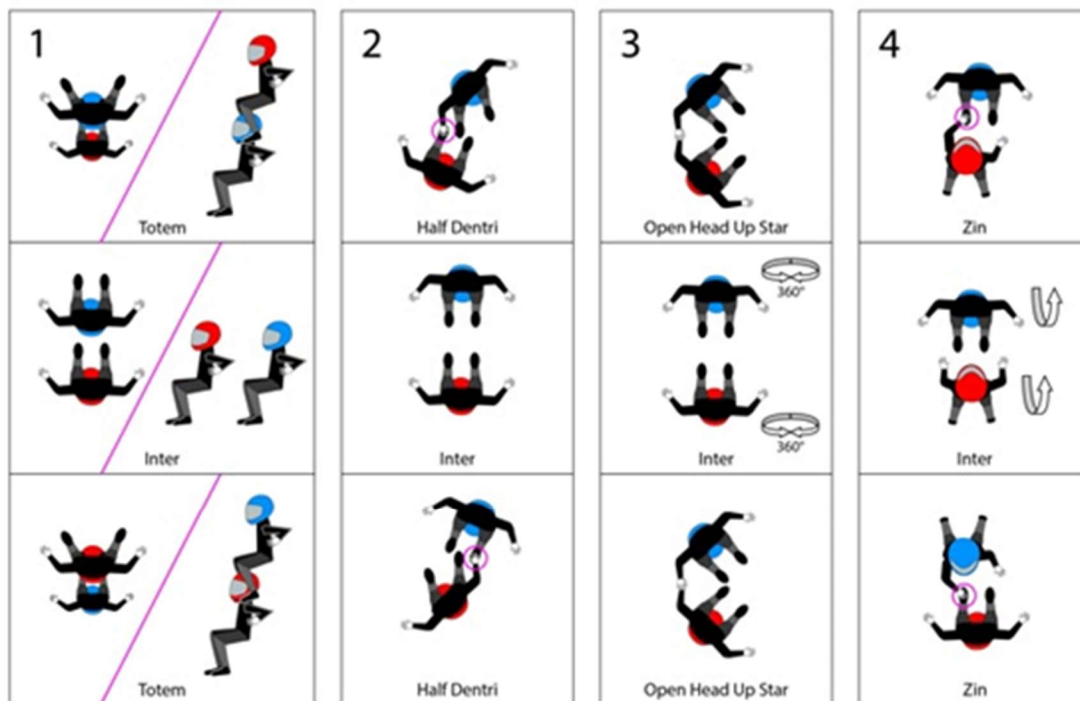 1
Totem
Inter
Totem
2
Half Dentri
Inter
Half Dentri
3
Open Head Up Star
360°
360°
Inter
Open Head Up Star
4
Zin
Inter
Zin